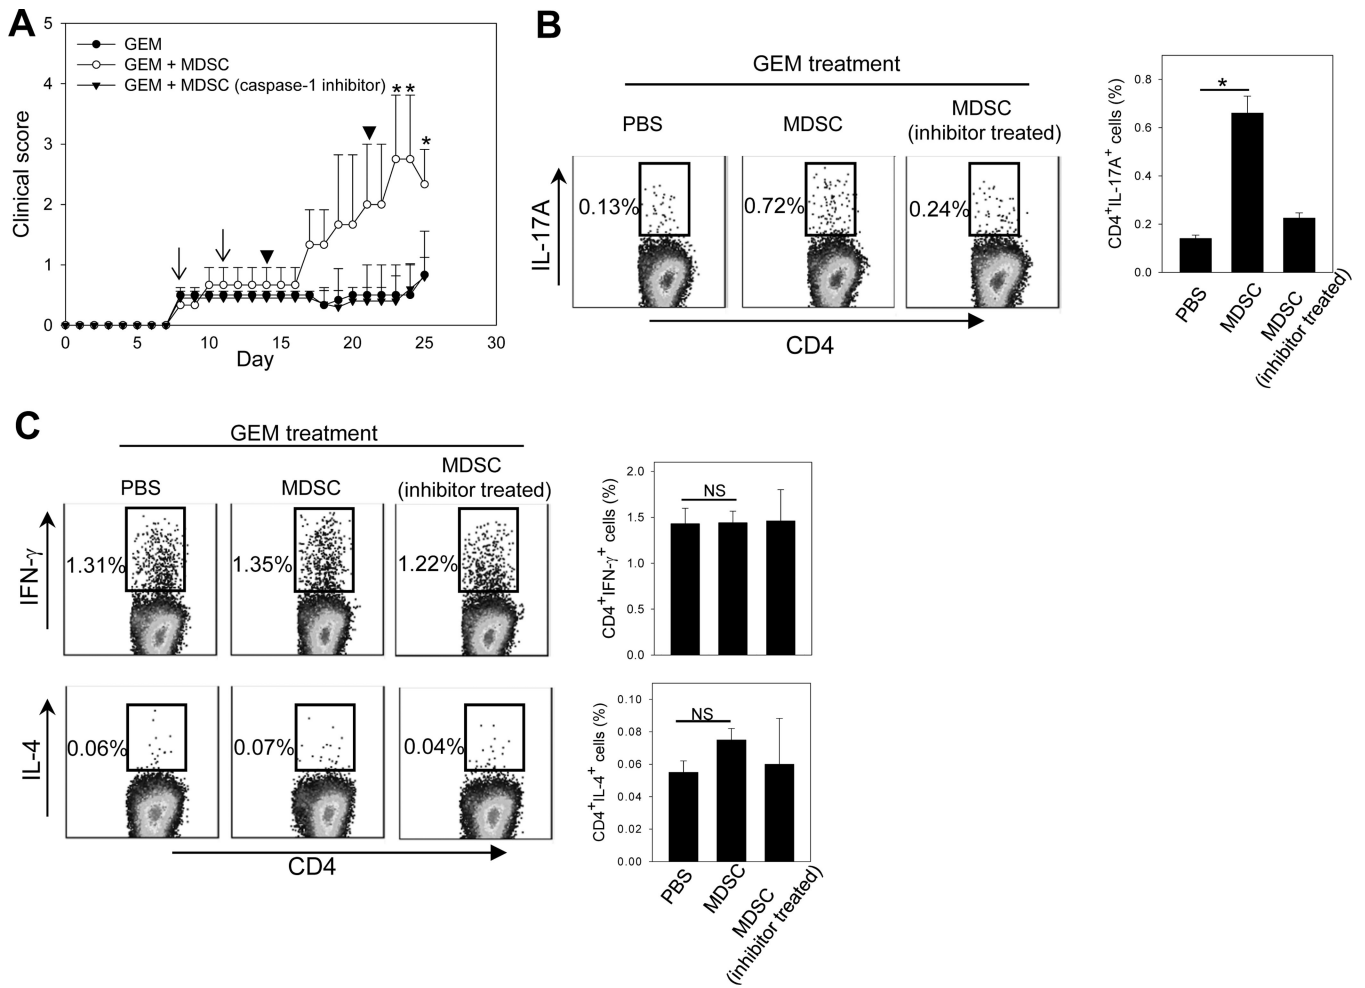 A
5
4
3
2
1
0
Clinical score
GEM
GEM + MDSC
GEM + MDSC (caspase-1 inhibitor)
* *
*
0 5 10 15 20 25 30
Day
B
GEM treatment
PBS
MDSC
MDSC
(inhibitor treated)
IL-17A
0.13%
0.72%
0.24%
CD4
CD4+IL-17A+ cells (%)
0.8
0.6
0.4
0.2
0.0
*
PBS
MDSC
MDSC
(inhibitor treated)
C
GEM treatment
PBS
MDSC
MDSC
(inhibitor treated)
IFN-γ
1.31%
1.35%
1.22%
IL-4
0.06%
0.07%
0.04%
CD4
CD4+IFN-γ+ cells (%)
2.0
1.5
1.0
0.5
0.0
NS
CD4+IL-4+ cells (%)
0.10
0.08
0.06
0.04
0.02
0.00
NS
PBS
MDSC
MDSC
(inhibitor treated)